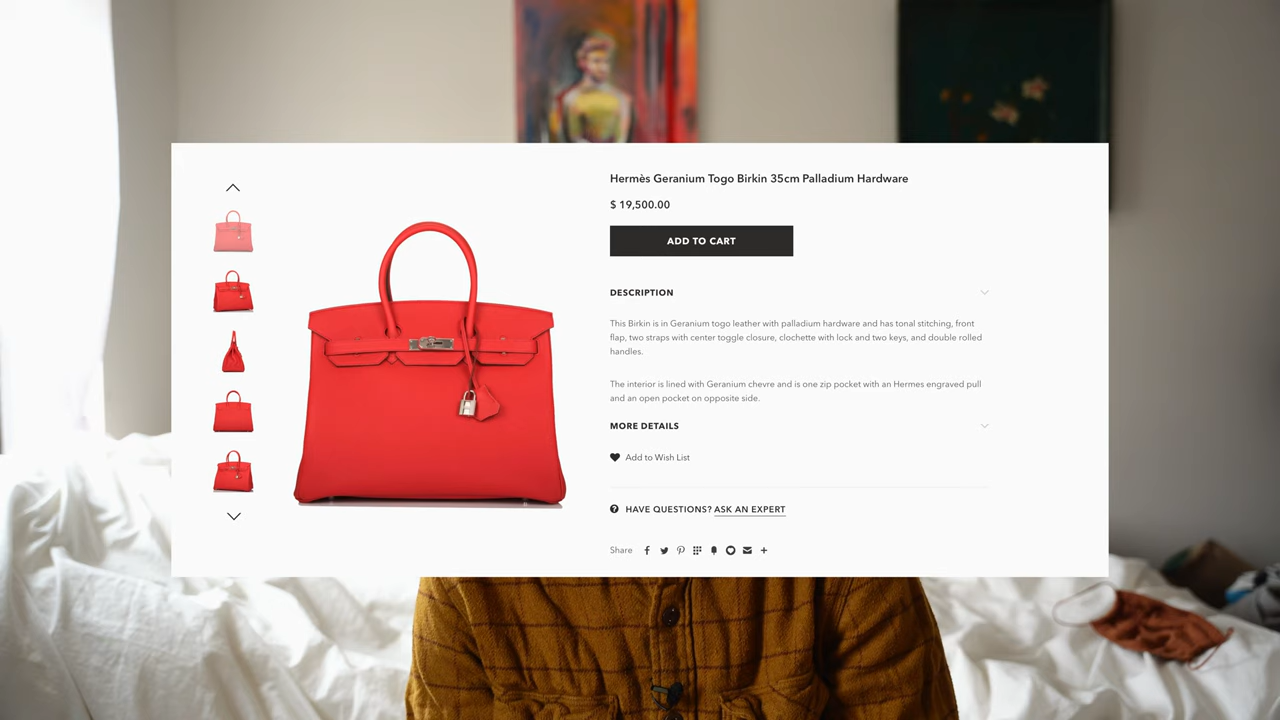 Hermès Geranium Togo Birkin 35cm Palladium Hardware
$ 19,500.00
ADD TO CART
DESCRIPTION
This Birkin is in Geranium togo leather with palladium hardware and has tonal stitching, front
flap, two straps with center toggle closure, clochette with lock and two keys, and double rolled
handles.
The interior is lined with Geranium chevre and is one zip pocket with an Hermes engraved pull
and an open pocket on opposite side.
MORE DETAILS
Add to Wish List
HAVE QUESTIONS? ASK AN EXPERT
Share